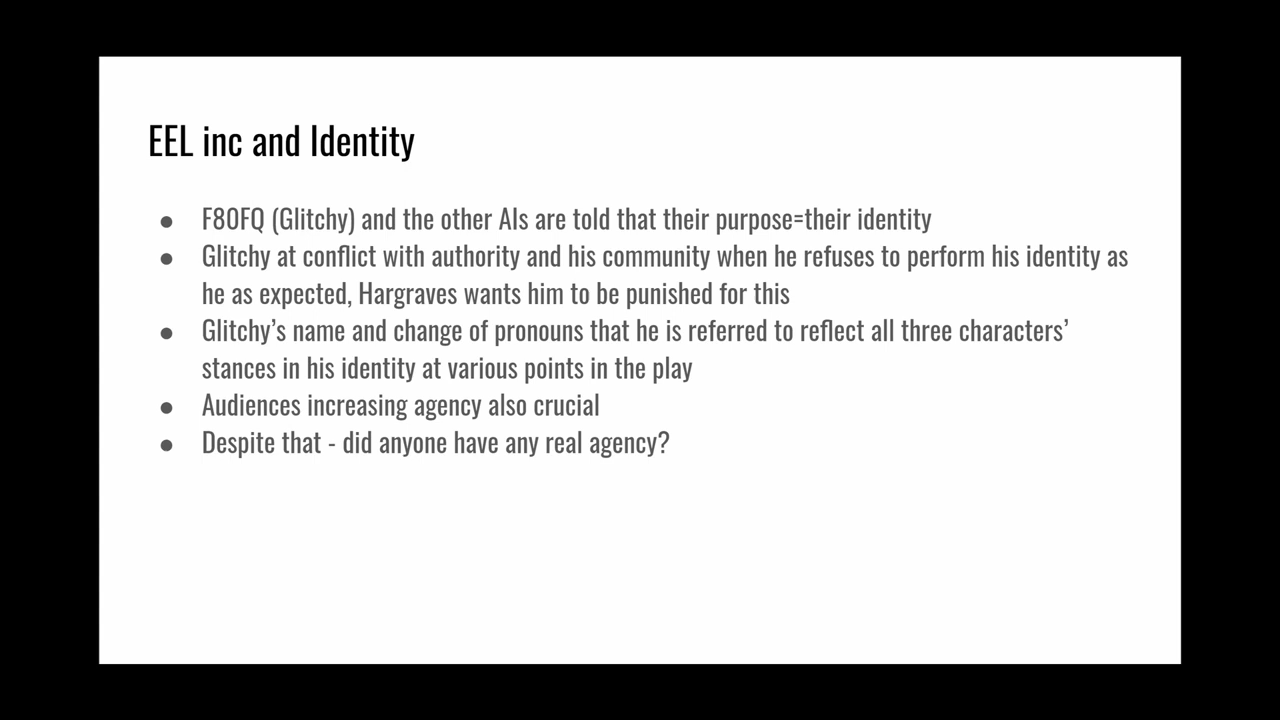 EEL inc and Identity
● F80FQ (Glitchy) and the other AIs are told that their purpose=their identity
● Glitchy at conflict with authority and his community when he refuses to perform his identity as
he as expected, Hargraves wants him to be punished for this
● Glitchy’s name and change of pronouns that he is referred to reflect all three characters’
stances in his identity at various points in the play
● Audiences increasing agency also crucial
● Despite that - did anyone have any real agency?